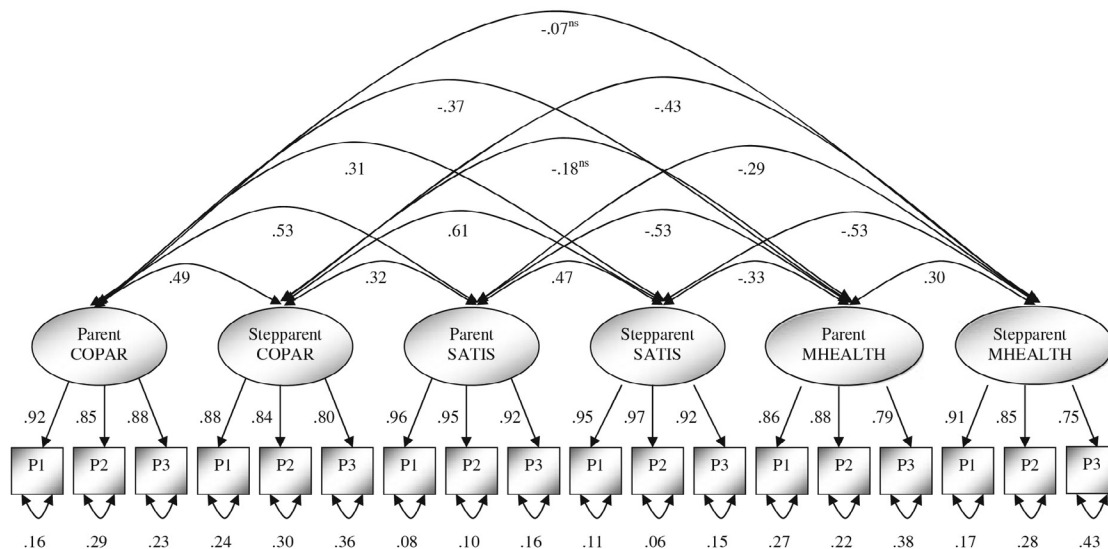 -.07ns
-.37 -.43
.31 -.18ns -.29
.53 .61 -.53 -.53
.49 .32 .47 -.33 .30
Parent
COPAR
Stepparent
COPAR
Parent
SATIS
Stepparent
SATIS
Parent
MHEALTH
Stepparent
MHEALTH
.92 .85 .88 .88 .84 .80 .96 .95 .92 .95 .97 .92 .86 .88 .79 .91 .85 .75
P1 P2 P3 P1 P2 P3 P1 P2 P3 P1 P2 P3 P1 P2 P3 P1 P2 P3
.16 .29 .23 .24 .30 .36 .08 .10 .16 .11 .06 .15 .27 .22 .38 .17 .28 .43